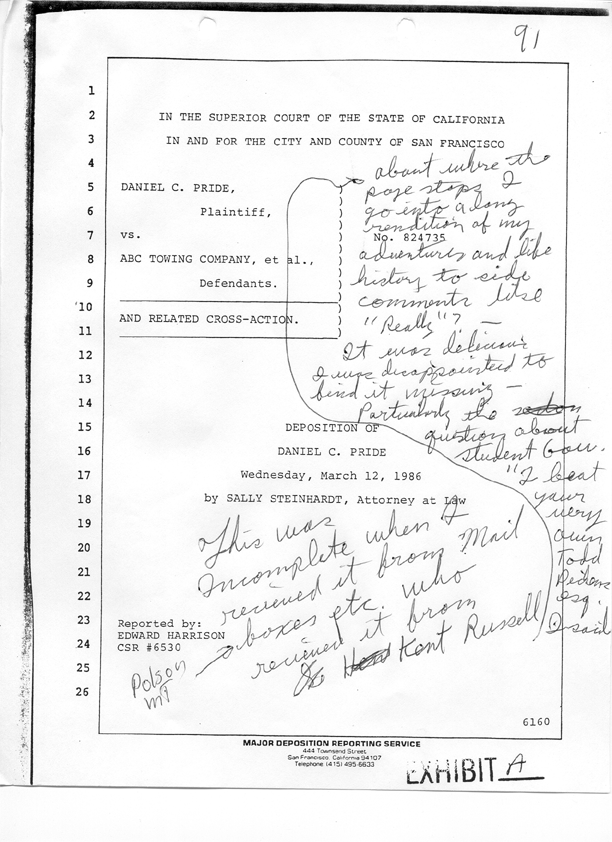 91
1
2 IN THE SUPERIOR COURT OF THE STATE OF CALIFORNIA
3 IN AND FOR THE CITY AND COUNTY OF SAN FRANCISCO
4
5 DANIEL C. PRIDE, )
6 Plaintiff, )
7 vs. ) No. 824735
8 ABC TOWING COMPANY, et al., )
9 Defendants. )
10
AND RELATED CROSS-ACTION. )
11
12
13
14
15 DEPOSITION OF
16 DANIEL C. PRIDE
17 Wednesday, March 12, 1986
18 by SALLY STEINHARDT, Attorney at Law
19
20
21
22
23 Reported by:
EDWARD HARRISON
24 CSR #6530
25
26
about where the
page stops I
go into a long
rendition of my
adventures and life
history to side
comments like
"Really"? —
It was delicious
I was disappointed to
find it missing —
Particularly the
question about
student Gov.
"I beat
your
very
own
Todd
esq.
I said
This was
Incomplete when I
recieved it from Mail
boxes etc. who
recieved it from
Kent Russell
Polson
MT
6160
MAJOR DEPOSITION REPORTING SERVICE
444 Townsend Street
San Francisco, California 94107
Telephone (415) 495-6633
EXHIBIT A